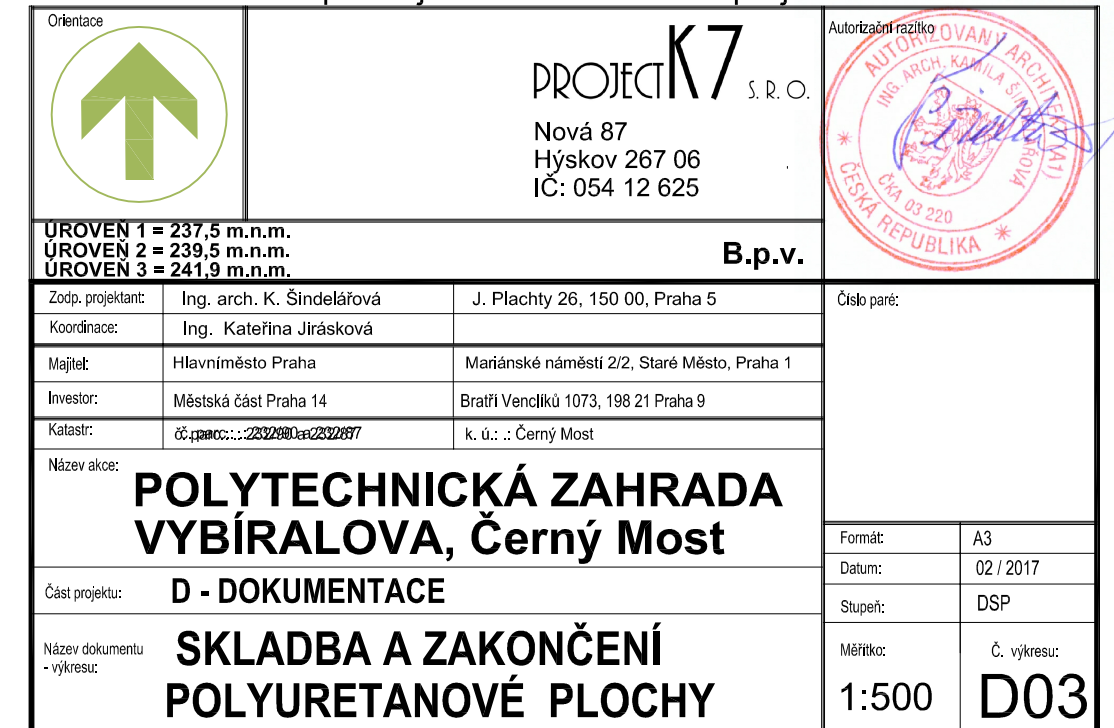 Orientace
PROJECT K7 S. R. O.
Nová 87
Hýskov 267 06
IČ: 054 12 625
Autorizační razítko
AUTORIZOVANÝ ARCHITEKT (A1)
ING. ARCH. KAMILA
ČKA 03 220
ČESKÁ REPUBLIKA
ÚROVEŇ 1 = 237,5 m.n.m.
ÚROVEŇ 2 = 239,5 m.n.m.
ÚROVEŇ 3 = 241,9 m.n.m.
B.p.v.
Zodp. projektant: Ing. arch. K. Šindelářová J. Plachty 26, 150 00, Praha 5
Koordinace: Ing. Kateřina Jirásková
Majitel: Hlavníměsto Praha Mariánské náměstí 2/2, Staré Město, Praha 1
Investor: Městská část Praha 14 Bratří Venclíků 1073, 198 21 Praha 9
Katastr: k. ú.: .: Černý Most
Číslo paré:
Název akce: POLYTECHNICKÁ ZAHRADA
VYBÍRALOVA, Černý Most
Část projektu: D - DOKUMENTACE
Název dokumentu
- výkresu:
SKLADBA A ZAKONČENÍ
POLYURETANOVÉ PLOCHY
Formát: A3
Datum: 02 / 2017
Stupeň: DSP
Měřítko: 1:500
Č. výkresu: D03